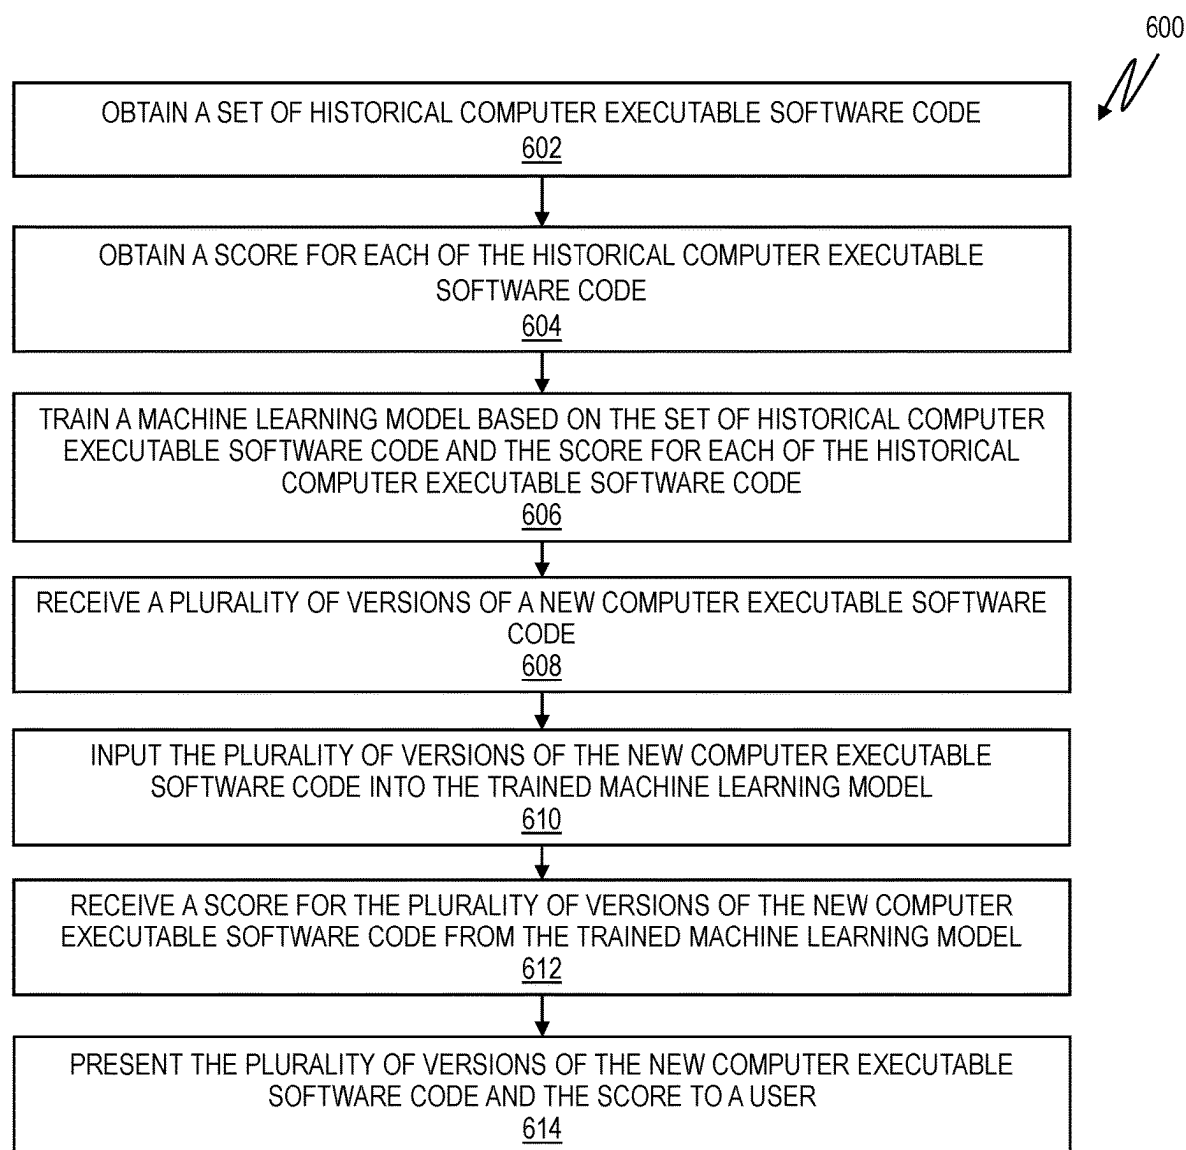 600
OBTAIN A SET OF HISTORICAL COMPUTER EXECUTABLE SOFTWARE CODE
602
OBTAIN A SCORE FOR EACH OF THE HISTORICAL COMPUTER EXECUTABLE
SOFTWARE CODE
604
TRAIN A MACHINE LEARNING MODEL BASED ON THE SET OF HISTORICAL COMPUTER
EXECUTABLE SOFTWARE CODE AND THE SCORE FOR EACH OF THE HISTORICAL
COMPUTER EXECUTABLE SOFTWARE CODE
606
RECEIVE A PLURALITY OF VERSIONS OF A NEW COMPUTER EXECUTABLE SOFTWARE
CODE
608
INPUT THE PLURALITY OF VERSIONS OF THE NEW COMPUTER EXECUTABLE
SOFTWARE CODE INTO THE TRAINED MACHINE LEARNING MODEL
610
RECEIVE A SCORE FOR THE PLURALITY OF VERSIONS OF THE NEW COMPUTER
EXECUTABLE SOFTWARE CODE FROM THE TRAINED MACHINE LEARNING MODEL
612
PRESENT THE PLURALITY OF VERSIONS OF THE NEW COMPUTER EXECUTABLE
SOFTWARE CODE AND THE SCORE TO A USER
614